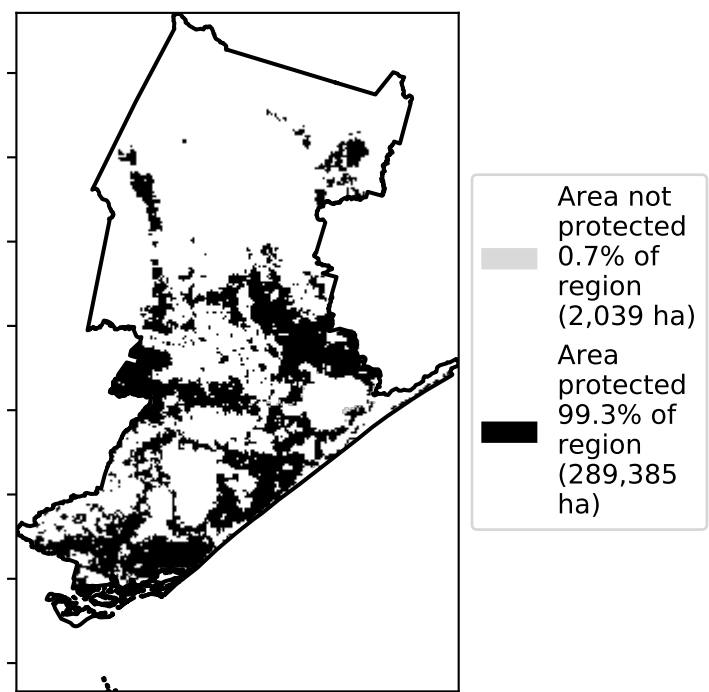 Area not
protected
0.7% of
region
(2,039 ha)
Area
protected
99.3% of
region
(289,385
ha)